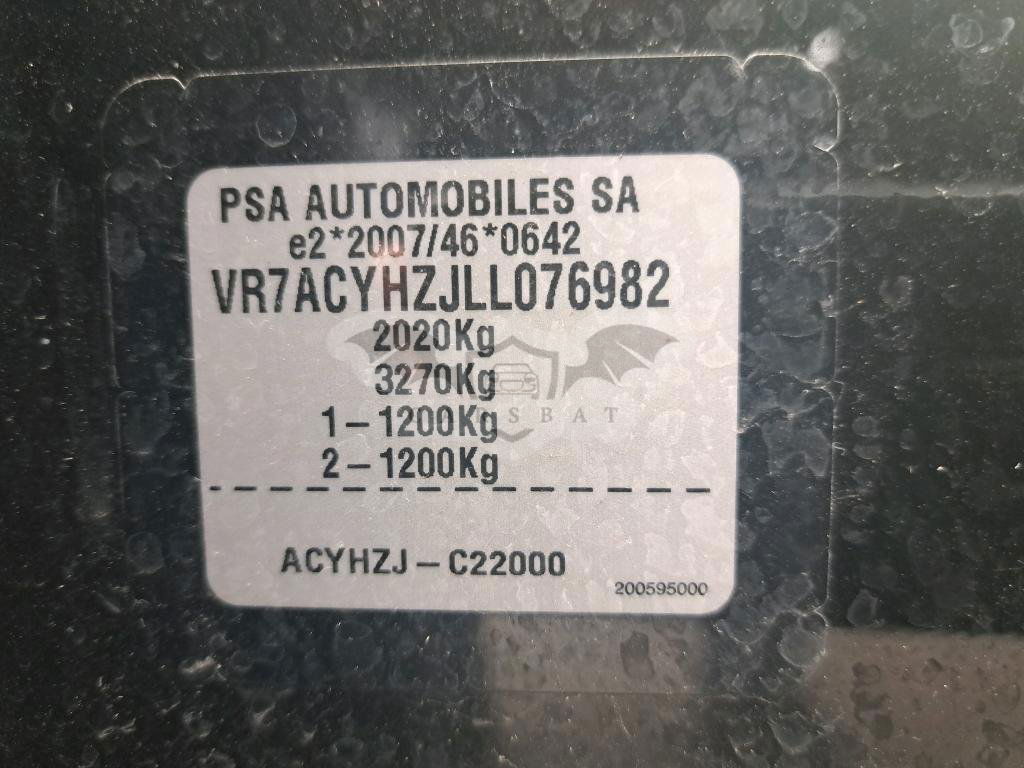 PSA AUTOMOBILES SA
e2*2007/46*0642
VR7ACYHZJLL076982
2020Kg
3270Kg
1-1200Kg
2-1200Kg
ACYHZJ-C22000
200595000